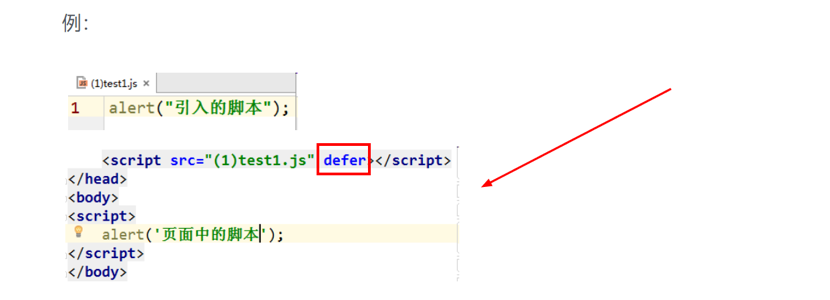 例：
(1)test1.js ×
1 alert("引入的脚本");
<script src="(1)test1.js" defer></script>
</head>
<body>
<script>
alert('页面中的脚本');
</script>
</body>